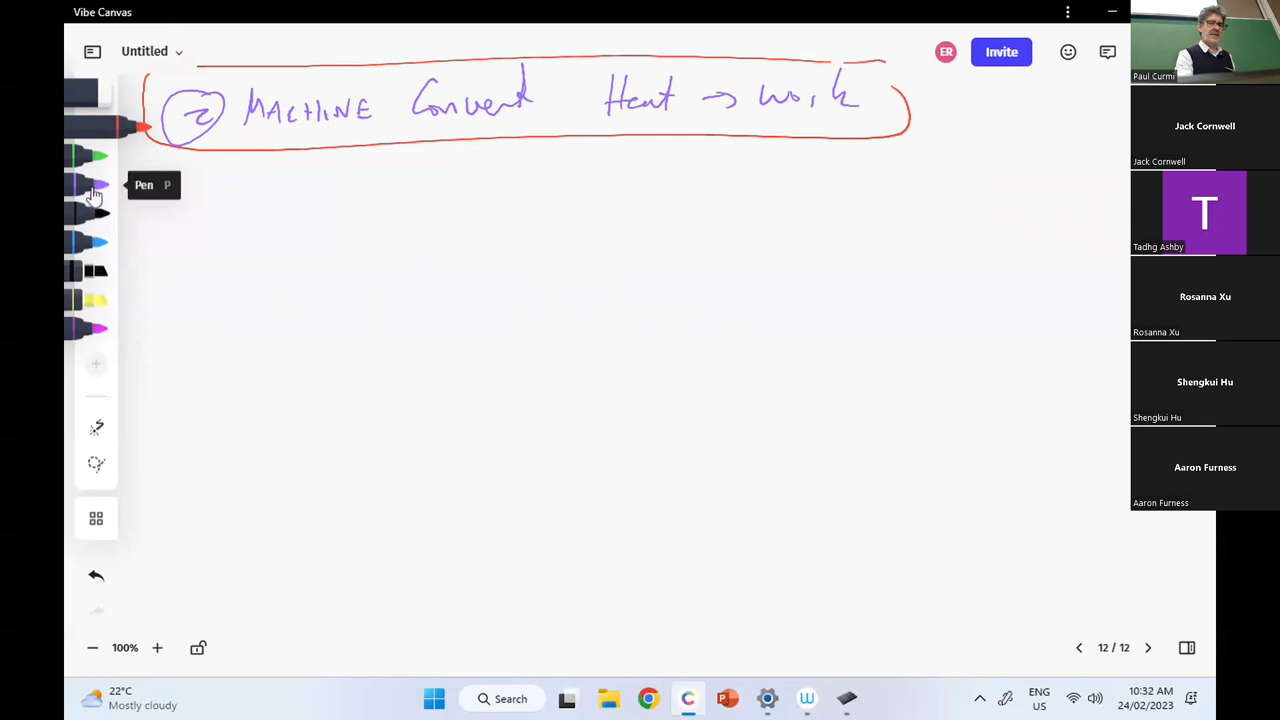 Vibe Canvas
Untitled
ER
Invite
Paul Curmi
② MACHINE Convert Heat → work
Pen P
Jack Cornwell
Jack Cornwell
T
Tadhg Ashby
Rosanna Xu
Rosanna Xu
Shengkui Hu
Shengkui Hu
Aaron Furness
Aaron Furness
100%
12 / 12
22°C
Mostly cloudy
Search
ENG
US
10:32 AM
24/02/2023